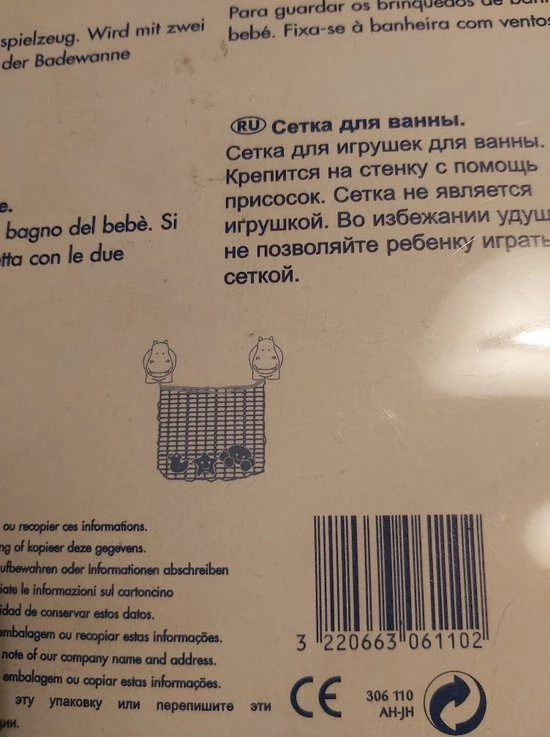 spielzeug. Wird mit zwei
der Badewanne
Para guardar os brinquedos de
bebé. Fixa-se à banheira com
RU Сетка для ванны.
Сетка для игрушек для ванны.
Крепится на стенку с помощь
присосок. Сетка не является
игрушкой. Во избежании удуш
не позволяйте ребенку играть
сеткой.
e.
bagno del bebè. Si
tta con le due
ou recopier ces informations.
ng of kopieer deze gegevens.
ufbewahren oder Informationen abschreiben
iate le informazioni sul cartoncino
idad de conservar estos datos.
embalagem ou recopiar estas informações.
note of our company name and address.
embalagem ou copiar estas informações.
эту упаковку или перепишите эти
ции.
3 220663 061102
CE
306 110
AH-JH